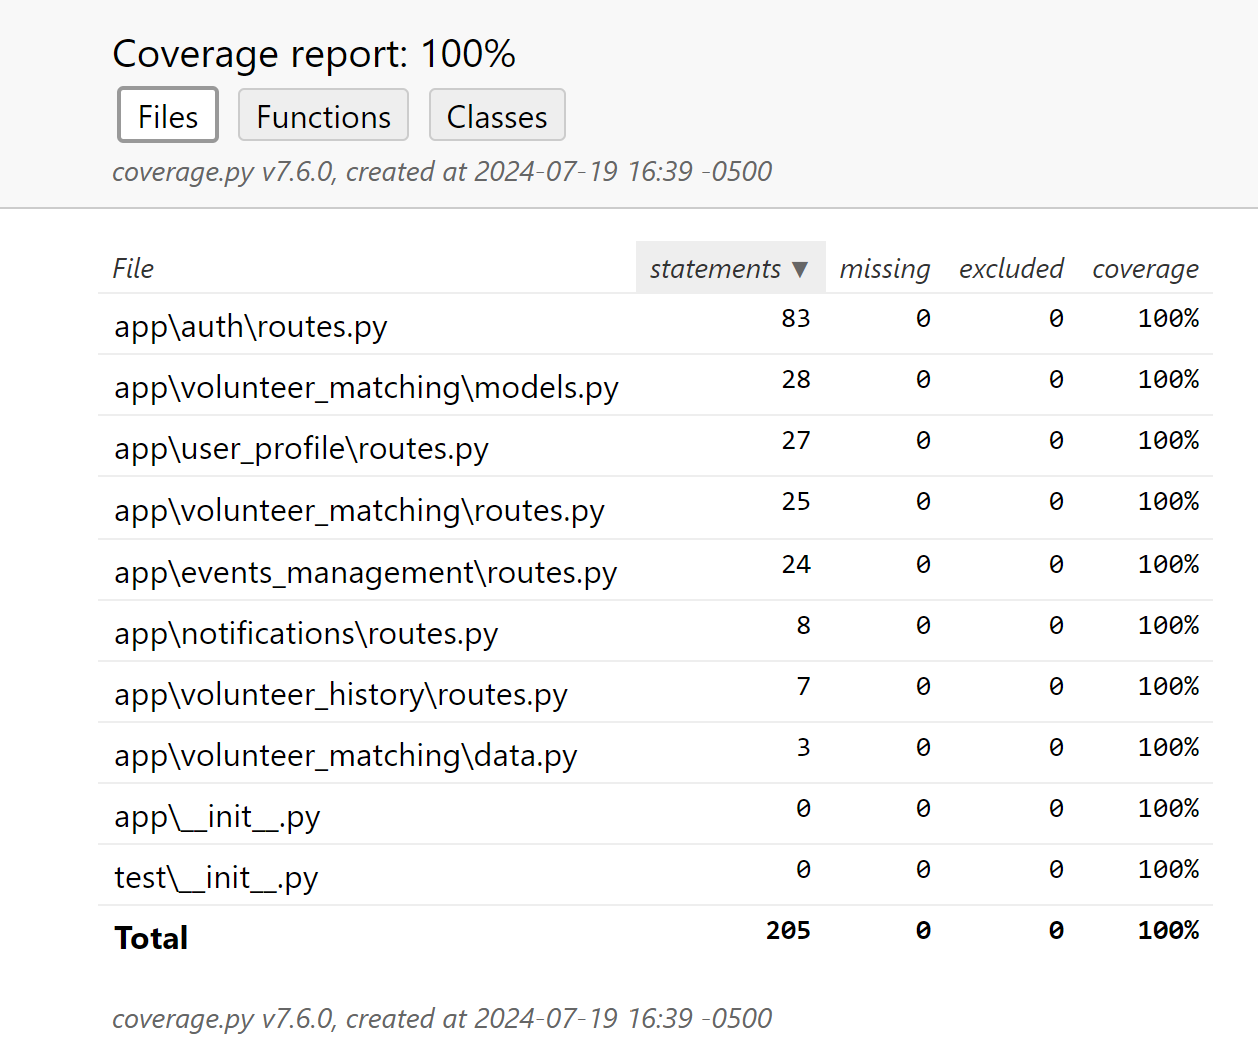 Coverage report: 100%
Files Functions Classes
coverage.py v7.6.0, created at 2024-07-19 16:39 -0500
File statements ▼ missing excluded coverage
app\auth\routes.py 83 0 0 100%
app\volunteer_matching\models.py 28 0 0 100%
app\user_profile\routes.py 27 0 0 100%
app\volunteer_matching\routes.py 25 0 0 100%
app\events_management\routes.py 24 0 0 100%
app\notifications\routes.py 8 0 0 100%
app\volunteer_history\routes.py 7 0 0 100%
app\volunteer_matching\data.py 3 0 0 100%
app\__init__.py 0 0 0 100%
test\__init__.py 0 0 0 100%
Total 205 0 0 100%
coverage.py v7.6.0, created at 2024-07-19 16:39 -0500